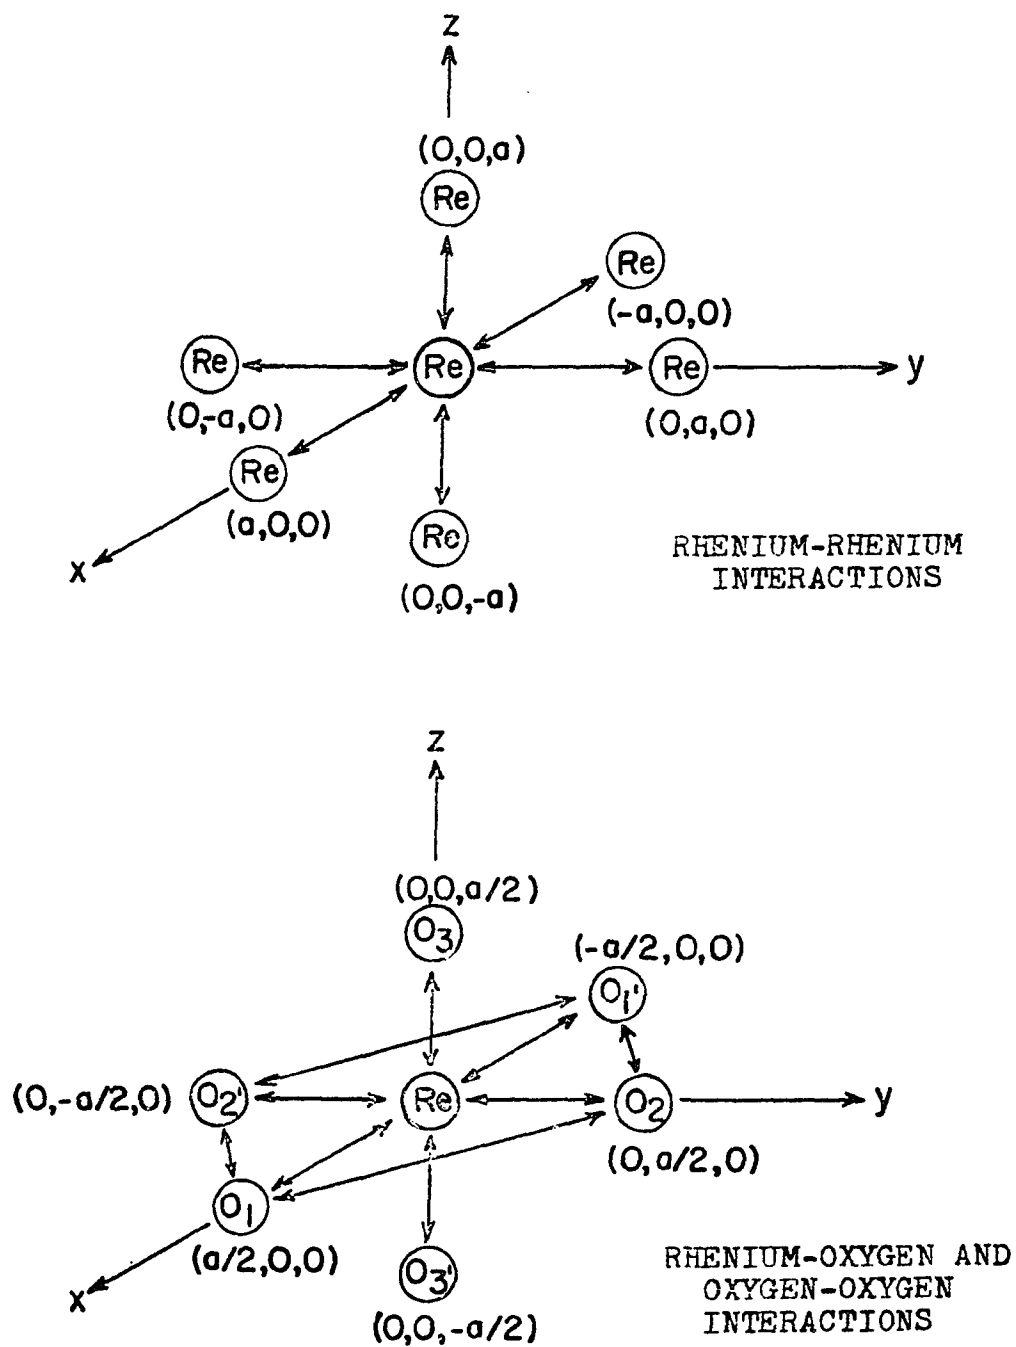 z
(0,0,a)
Re
Re
(-a,0,0)
Re
Re
Re
y
(0,-a,0)
(0,a,0)
Re
(a,0,0)
x
Re
(0,0,-a)
RHENIUM-RHENIUM
INTERACTIONS
z
(0,0,a/2)
O3
(-a/2,0,0)
O1'
(0,-a/2,0)
O2'
Re
O2
y
(0,a/2,0)
O1
(a/2,0,0)
x
O3'
(0,0,-a/2)
RHENIUM-OXYGEN AND
OXYGEN-OXYGEN
INTERACTIONS